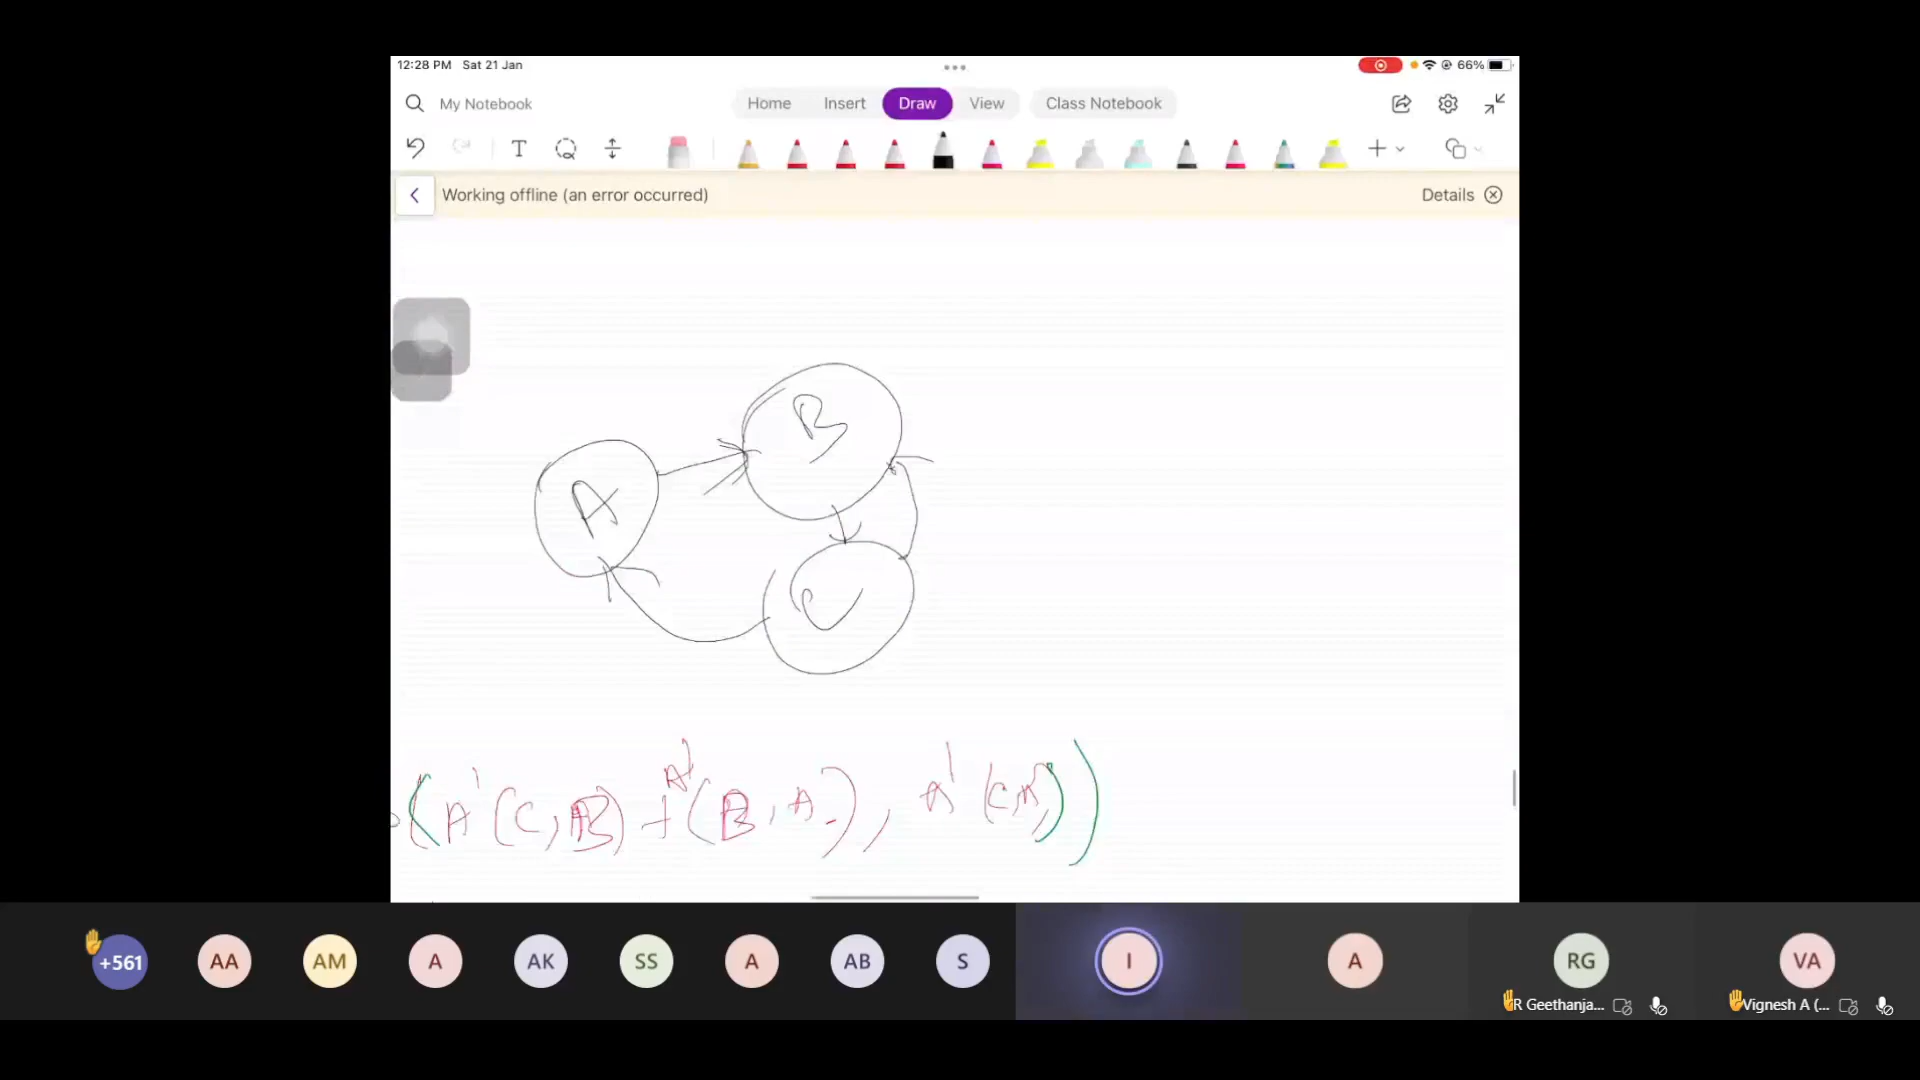 12:28 PM Sat 21 Jan
66%
My Notebook
Home Insert Draw View Class Notebook
T
Working offline (an error occurred)
Details
B
A
C
(A'(C,B) + A'(B,A), A'(C,A))
+561 AA AM A AK SS A AB S I A RG VA
R Geethanja... Vignesh A (...